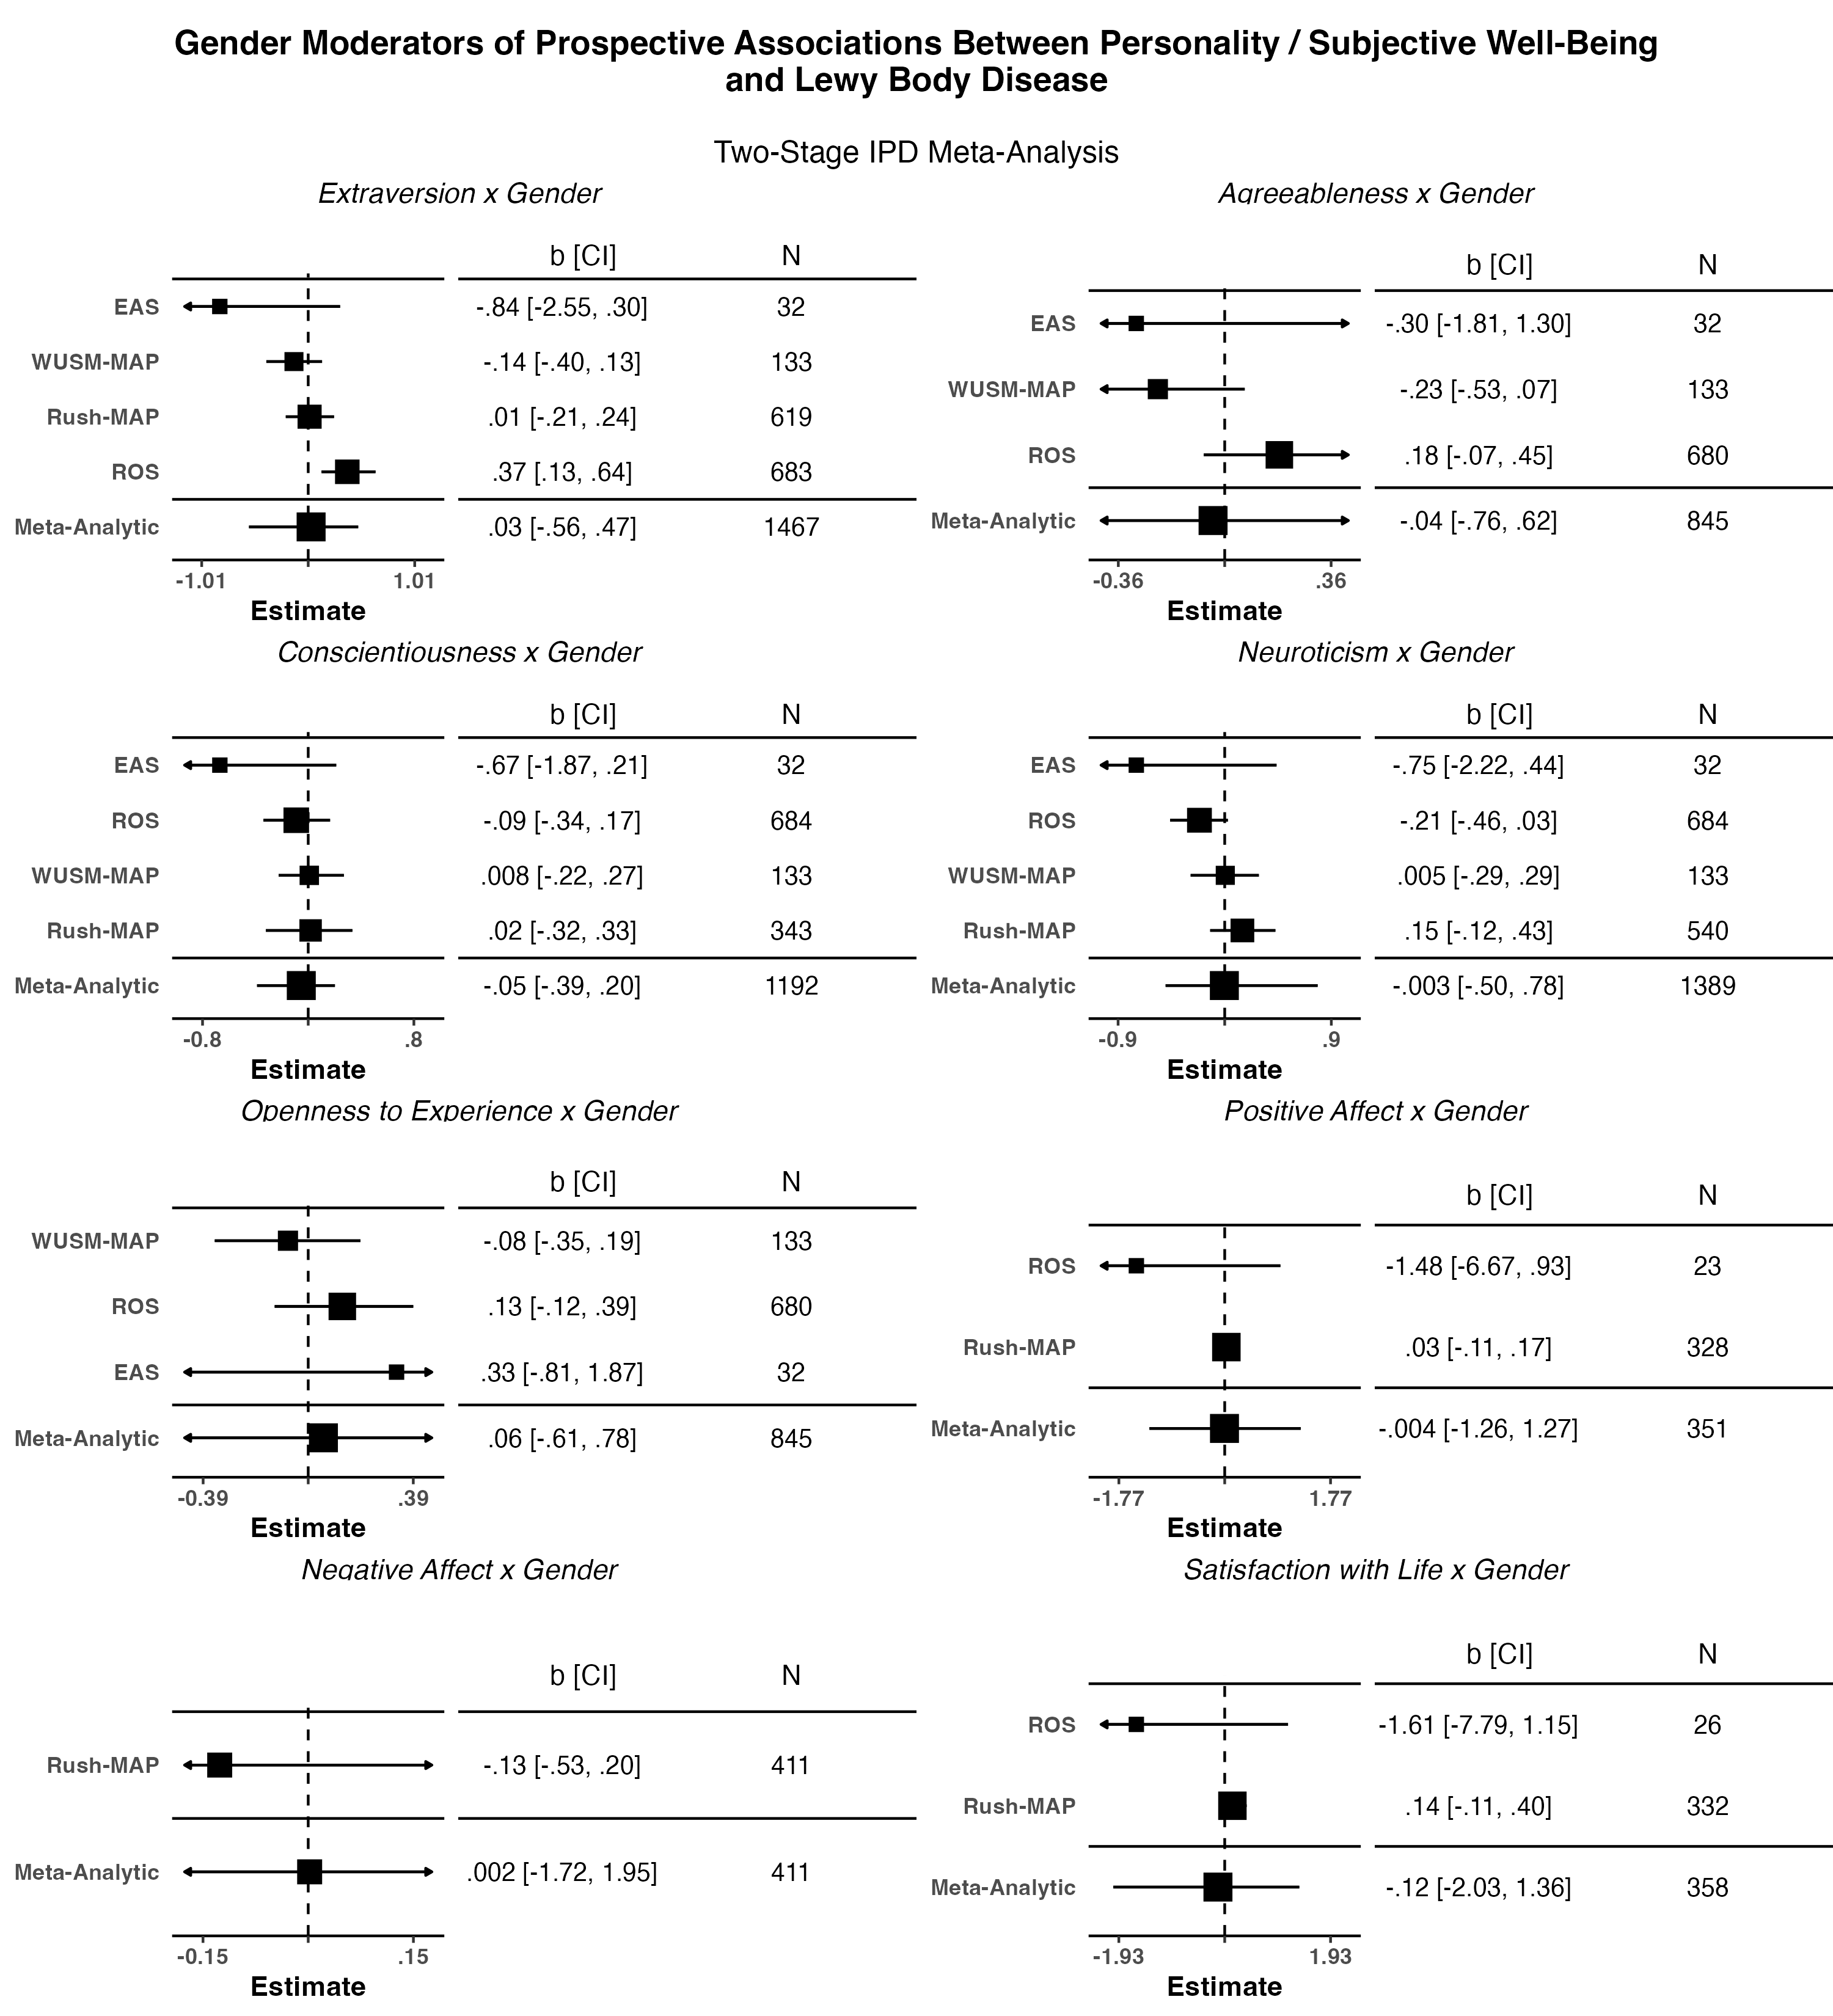 Gender Moderators of Prospective Associations Between Personality / Subjective Well-Being
and Lewy Body Disease
Two-Stage IPD Meta-Analysis
Extraversion x Gender
b [CI] N
EAS -.84 [-2.55, .30] 32
WUSM-MAP -.14 [-.40, .13] 133
Rush-MAP .01 [-.21, .24] 619
ROS .37 [.13, .64] 683
Meta-Analytic .03 [-.56, .47] 1467
-1.01 1.01
Estimate
Agreeableness x Gender
b [CI] N
EAS -.30 [-1.81, 1.30] 32
WUSM-MAP -.23 [-.53, .07] 133
ROS .18 [-.07, .45] 680
Meta-Analytic -.04 [-.76, .62] 845
-0.36 .36
Estimate
Conscientiousness x Gender
b [CI] N
EAS -.67 [-1.87, .21] 32
ROS -.09 [-.34, .17] 684
WUSM-MAP .008 [-.22, .27] 133
Rush-MAP .02 [-.32, .33] 343
Meta-Analytic -.05 [-.39, .20] 1192
-0.8 .8
Estimate
Neuroticism x Gender
b [CI] N
EAS -.75 [-2.22, .44] 32
ROS -.21 [-.46, .03] 684
WUSM-MAP .005 [-.29, .29] 133
Rush-MAP .15 [-.12, .43] 540
Meta-Analytic -.003 [-.50, .78] 1389
-0.9 .9
Estimate
Openness to Experience x Gender
b [CI] N
WUSM-MAP -.08 [-.35, .19] 133
ROS .13 [-.12, .39] 680
EAS .33 [-.81, 1.87] 32
Meta-Analytic .06 [-.61, .78] 845
-0.39 .39
Estimate
Positive Affect x Gender
b [CI] N
ROS -1.48 [-6.67, .93] 23
Rush-MAP .03 [-.11, .17] 328
Meta-Analytic -.004 [-1.26, 1.27] 351
-1.77 1.77
Estimate
Negative Affect x Gender
b [CI] N
Rush-MAP -.13 [-.53, .20] 411
Meta-Analytic .002 [-1.72, 1.95] 411
-0.15 .15
Estimate
Satisfaction with Life x Gender
b [CI] N
ROS -1.61 [-7.79, 1.15] 26
Rush-MAP .14 [-.11, .40] 332
Meta-Analytic -.12 [-2.03, 1.36] 358
-1.93 1.93
Estimate